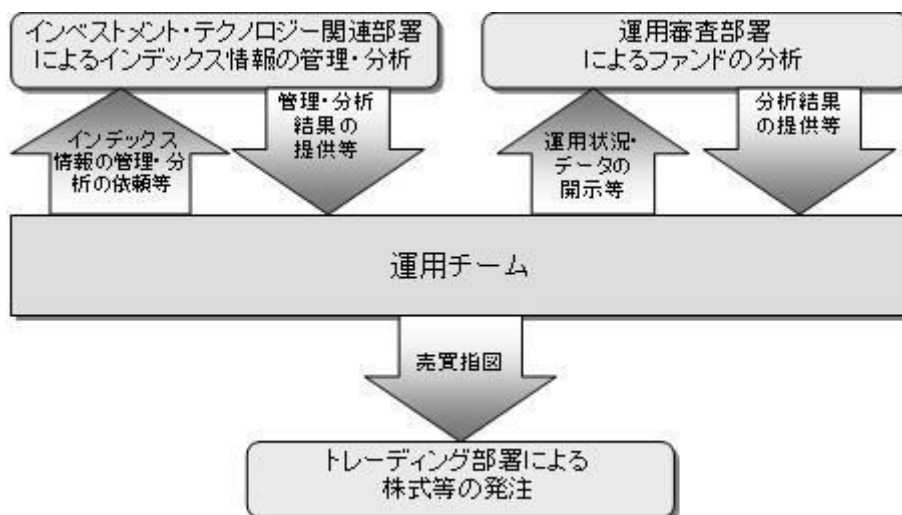 インベストメント・テクノロジー関連部署
によるインデックス情報の管理・分析
運用審査部署
によるファンドの分析
インデックス
情報の管理・分
析の依頼等
管理・分析
結果の
提供等
運用状況・
データの
開示等
分析結果
の提供等
運用チーム
売買指図
トレーディング部署による
株式等の発注